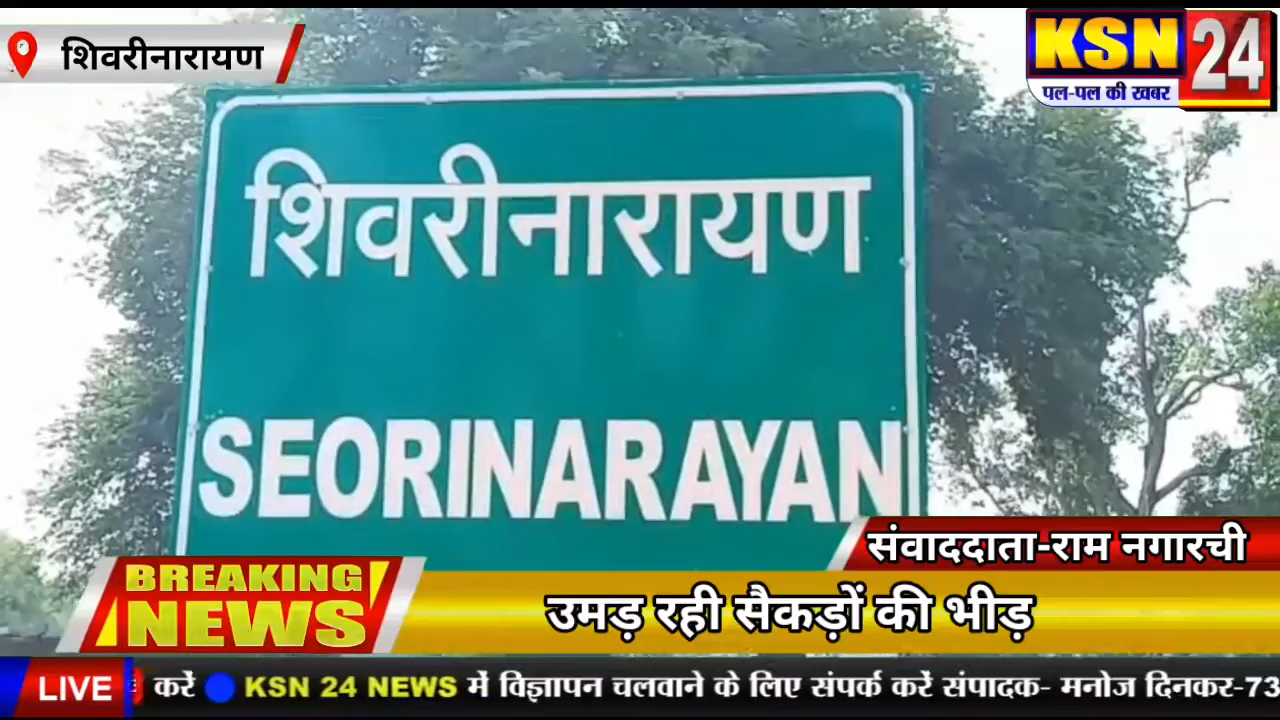 शिवरीनारायण
KSN 24
पल-पल की खबर
शिवरीनारायण
SEORINARAYAN
संवाददाता-राम नगारची
BREAKING NEWS
उमड़ रही सैकड़ों की भीड़
LIVE
करें KSN 24 NEWS में विज्ञापन चलवाने के लिए संपर्क करें संपादक- मनोज दिनकर-73